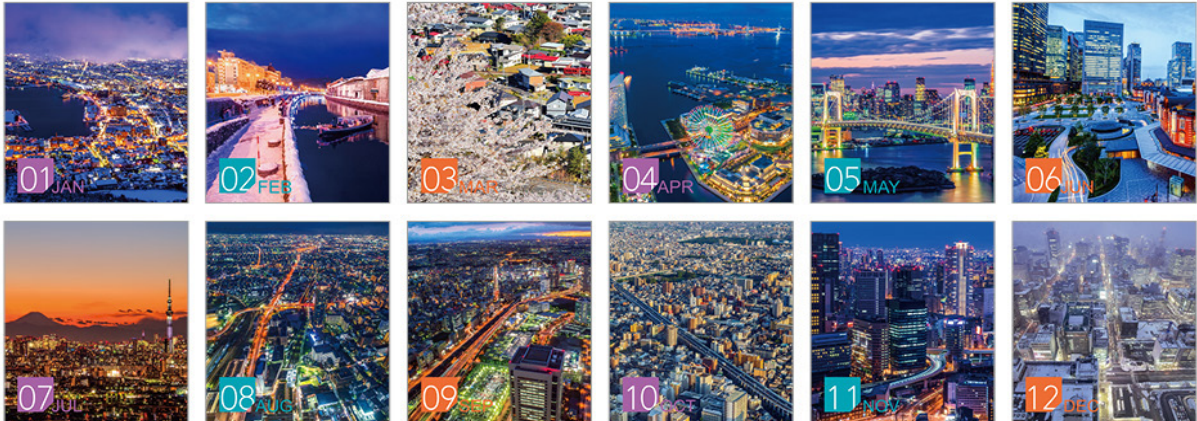 01 JAN
02 FEB
03 MAR
04 APR
05 MAY
06 JUN
07 JUL
08 AUG
09 SEP
10 OCT
11 NOV
12 DEC